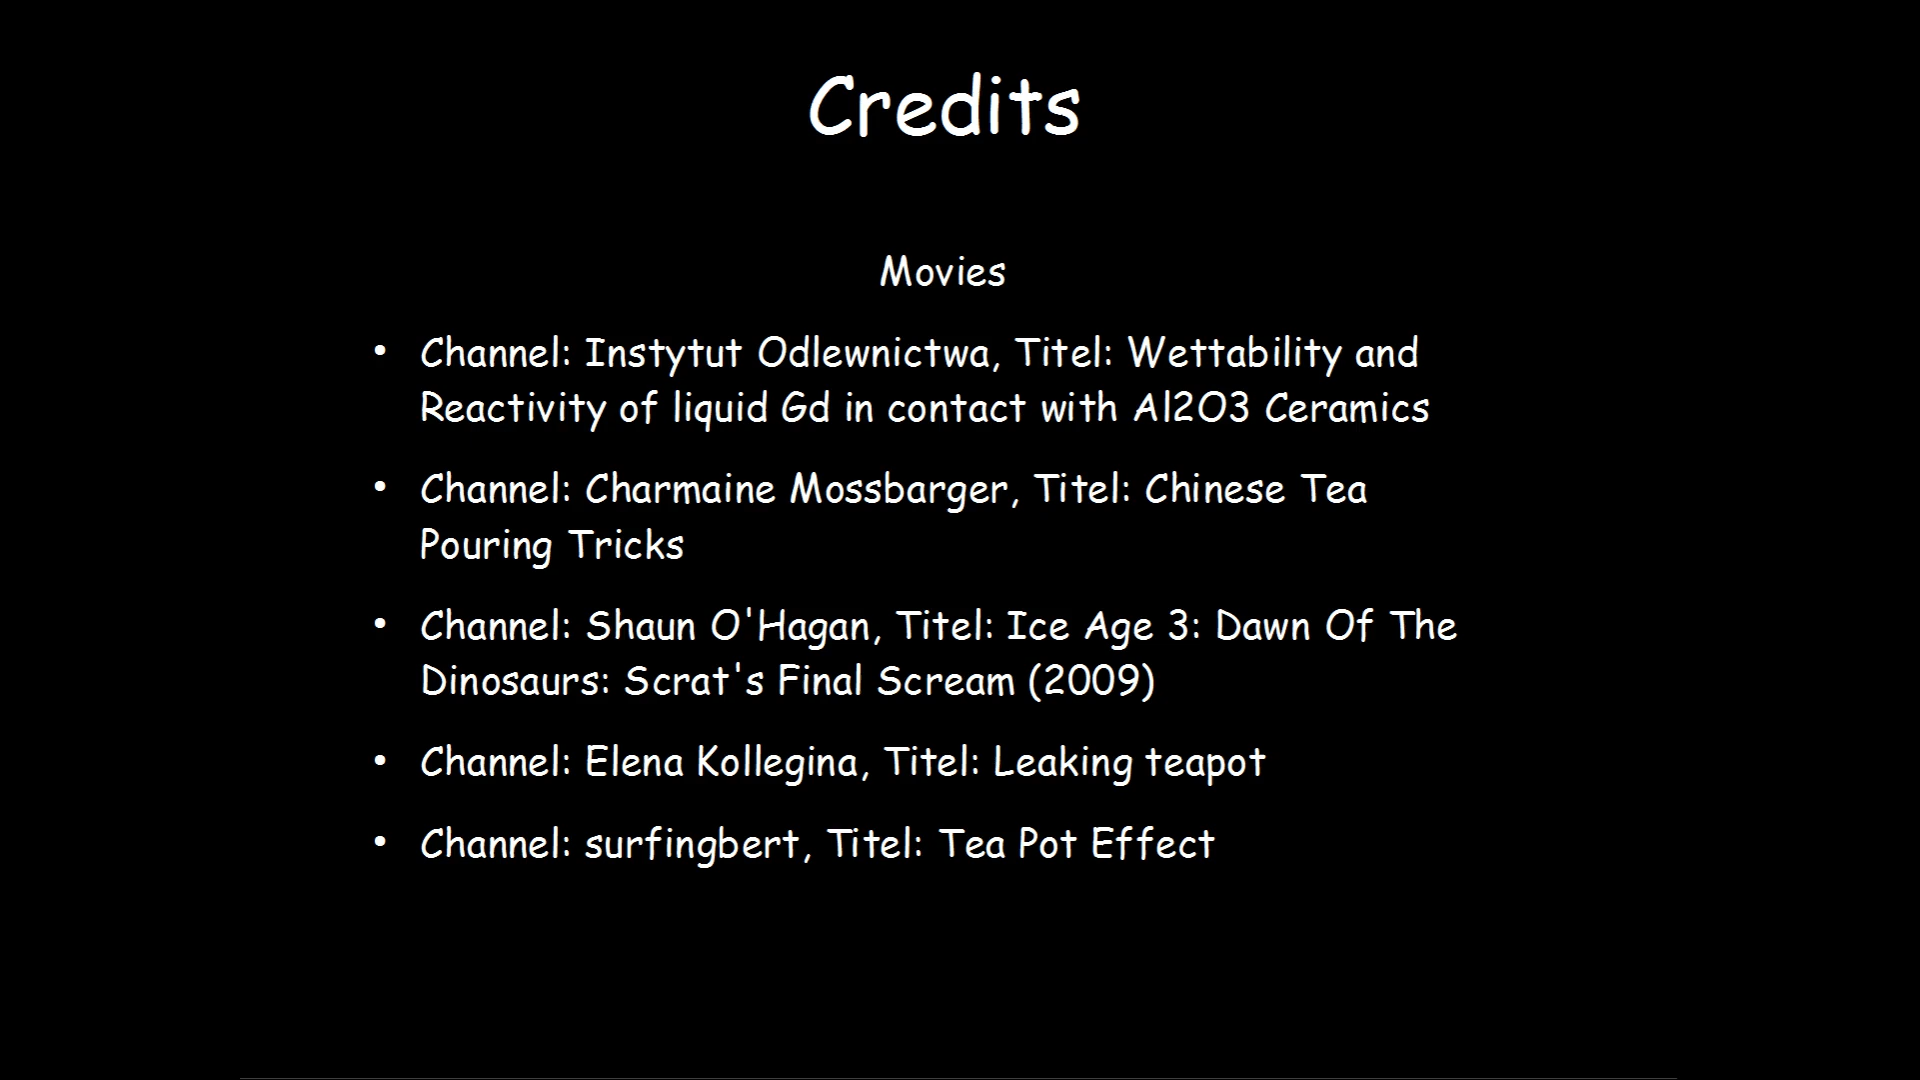 Credits
Movies
• Channel: Instytut Odlewnictwa, Titel: Wettability and
Reactivity of liquid Gd in contact with Al2O3 Ceramics
• Channel: Charmaine Mossbarger, Titel: Chinese Tea
Pouring Tricks
• Channel: Shaun O'Hagan, Titel: Ice Age 3: Dawn Of The
Dinosaurs: Scrat's Final Scream (2009)
• Channel: Elena Kollegina, Titel: Leaking teapot
• Channel: surfingbert, Titel: Tea Pot Effect